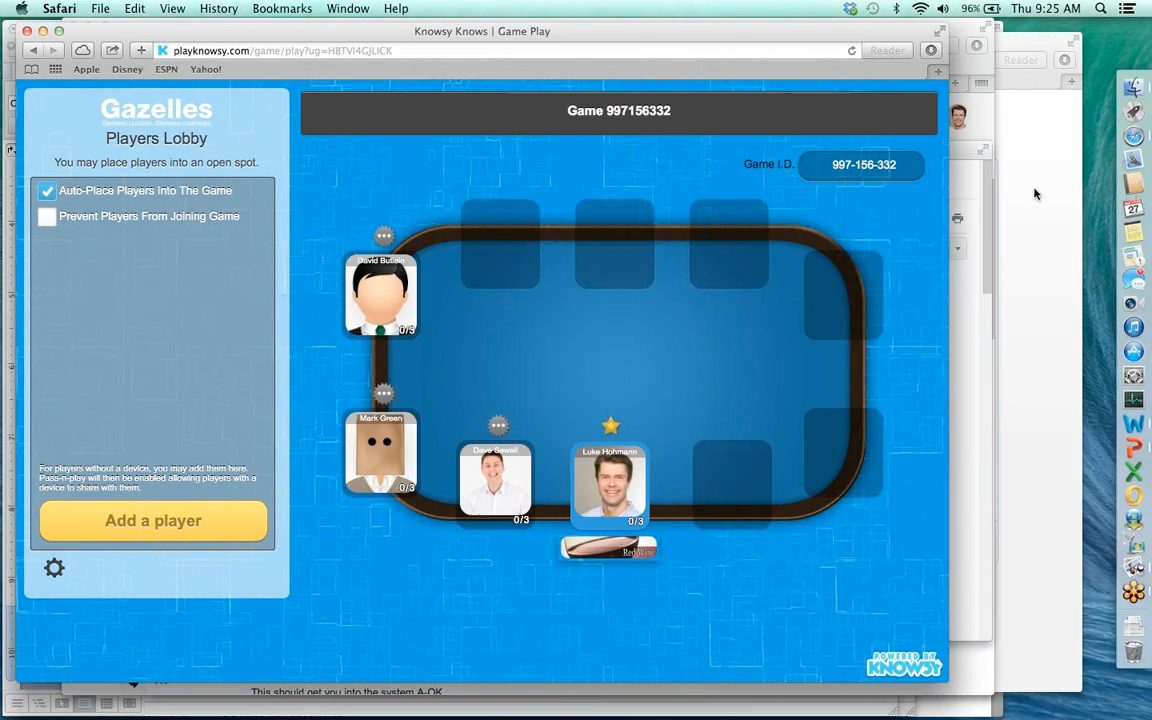 Safari File Edit View History Bookmarks Window Help
96% Thu 9:25 AM
Knowsy Knows | Game Play
playknowsy.com/game/play?ug=HBTVI4GJLICK
Reader
Reader
Apple Disney ESPN Yahoo!
Gazelles
Players Lobby
You may place players into an open spot.
Auto-Place Players Into The Game
Prevent Players From Joining Game
For players without a device, you may add them here.
Pass-n-play will then be enabled allowing players with a
device to share with them.
Add a player
Game 997156332
Game I.D. 997-156-332
David Butlein
0/3
Mark Green
0/3
Dave Sewell
0/3
Luke Hohmann
0/3
Red Wine
POWERED BY
KNOWSY
This should get you into the system A-OK.
27